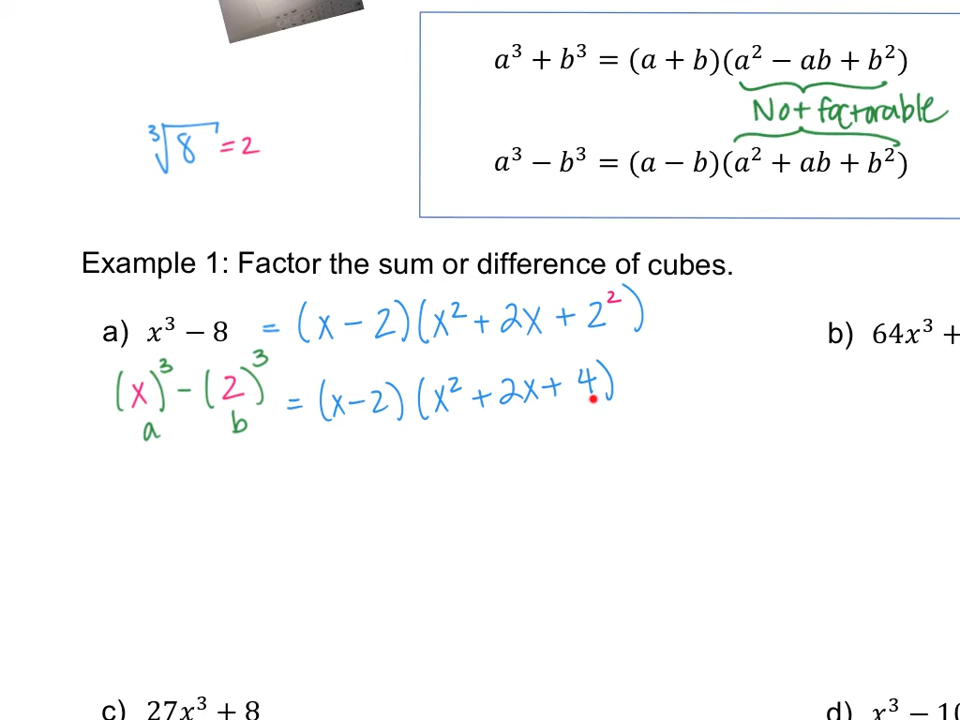 a³ + b³ = (a + b)(a² − ab + b²)
Not factorable
∛8 = 2
a³ − b³ = (a − b)(a² + ab + b²)
Example 1: Factor the sum or difference of cubes.
a) x³ − 8 = (x − 2)(x² + 2x + 2²)
b) 64x³ +
(x)³ − (2)³ = (x − 2)(x² + 2x + 4)
a b
c) 27x³ + 8
d) x³ − 10